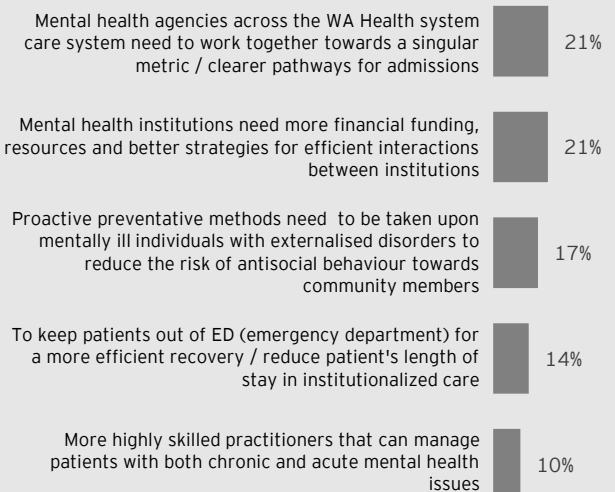 Mental health agencies across the WA Health system
care system need to work together towards a singular
metric / clearer pathways for admissions
21%
Mental health institutions need more financial funding,
resources and better strategies for efficient interactions
between institutions
21%
Proactive preventative methods need to be taken upon
mentally ill individuals with externalised disorders to
reduce the risk of antisocial behaviour towards
community members
17%
To keep patients out of ED (emergency department) for
a more efficient recovery / reduce patient's length of
stay in institutionalized care
14%
More highly skilled practitioners that can manage
patients with both chronic and acute mental health
issues
10%